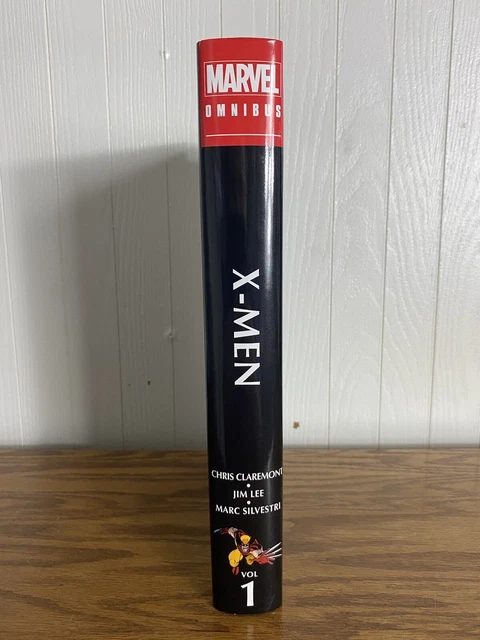 MARVEL
OMNIBUS
X-MEN
CHRIS CLAREMONT
•
JIM LEE
•
MARC SILVESTRI
VOL
1